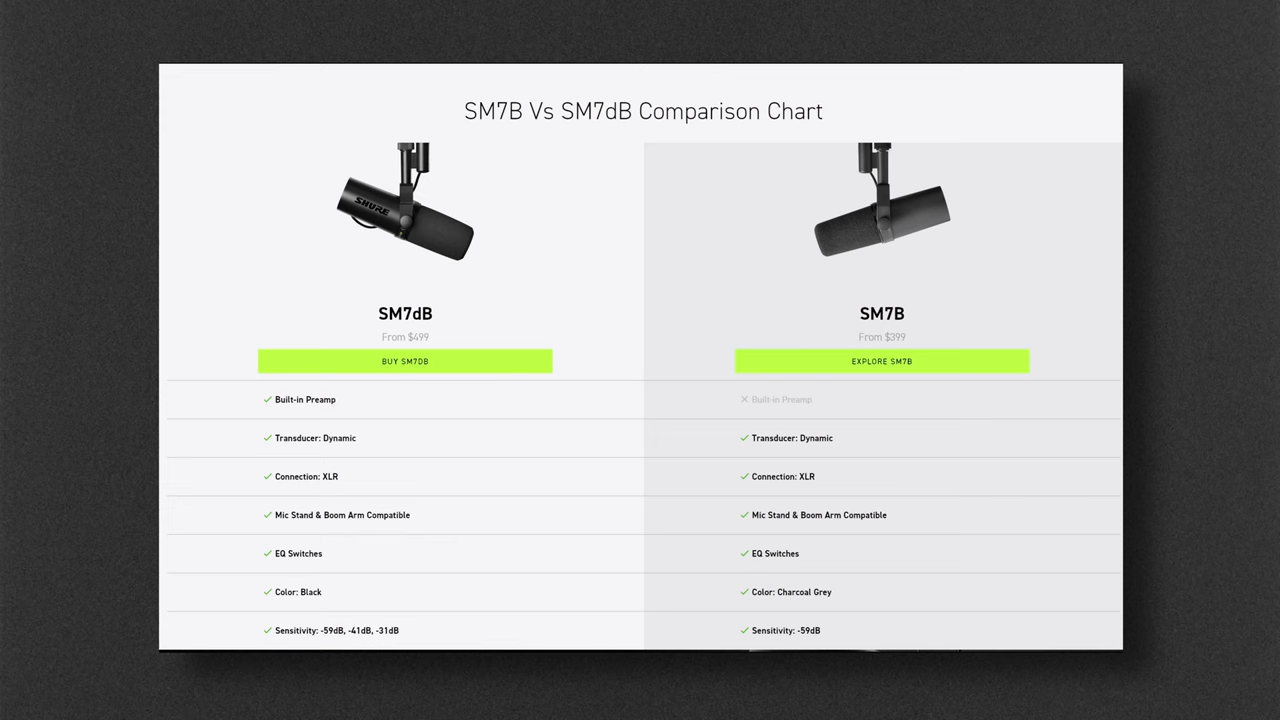 SM7B Vs SM7dB Comparison Chart
SHURE
SM7dB
From $499
BUY SM7DB
Built-in Preamp
Transducer: Dynamic
Connection: XLR
Mic Stand & Boom Arm Compatible
EQ Switches
Color: Black
Sensitivity: -59dB, -41dB, -31dB
SM7B
From $399
EXPLORE SM7B
Built-in Preamp
Transducer: Dynamic
Connection: XLR
Mic Stand & Boom Arm Compatible
EQ Switches
Color: Charcoal Grey
Sensitivity: -59dB